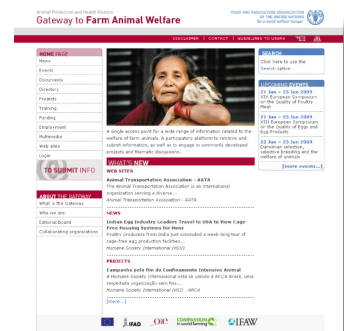 Animal Production and Health Division
Gateway to Farm Animal Welfare
FOOD AND AGRICULTURE ORGANIZATION
OF THE UNITED NATIONS
for a world without hunger
DISCLAIMER | CONTACT | GUIDELINES TO USERS
HOME PAGE
News
Events
Documents
Directory
Projects
Training
Funding
Employment
Multimedia
Web sites
Login
TO SUBMIT INFO
ABOUT THE GATEWAY
What is the Gateway
Who we are
Editorial Board
Collaborating organizations
A single access point for a wide range of information related to the
welfare of farm animals. A participatory platform to retrieve and
submit information, as well as to engage in commonly developed
projects and thematic discussions.
WHAT'S NEW
WEB SITES
Animal Transportation Association - AATA
The Animal Transportation Association is an international
organization serving a diverse...
Animal Transportation Association - AATA
NEWS
Indian Egg Industry Leaders Travel to USA to View Cage-
Free Housing Systems for Hens
Poultry producers from India just concluded a week-long tour of
cage-free egg production facilities...
Humane Society International (HSI)
PROJECTS
Campanha pelo fim do Confinamento Intensivo Animal
A Humane Society Internacional está se unindo à ARCA Brasil, uma
respeitada organização sem fins...
Humane Society International (HSI) - ARCA
[more...]
SEARCH
Click here to use the
Search option
UPCOMING EVENTS
21 Jun > 25 Jun 2009
XIX European Symposium
on the Quality of Poultry
Meat
21 Jun > 25 Jun 2009
XIII European Symposium
on the Quality of Eggs and
Egg Products
22 Jun > 23 Jun 2009
Darwinian selection,
selective breeding and the
welfare of animals
[more events...]
JIFAD
Oie
COMPASSION
in world farming
IFAW